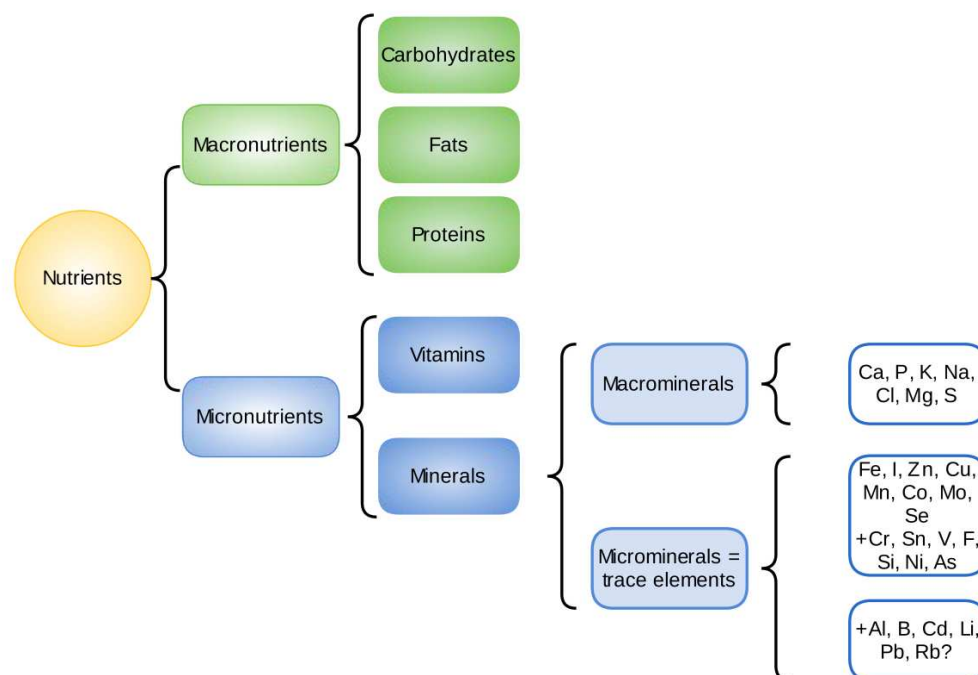 Nutrients
Macronutrients
Carbohydrates
Fats
Proteins
Micronutrients
Vitamins
Minerals
Macrominerals
Ca, P, K, Na,
Cl, Mg, S
Microminerals =
trace elements
Fe, I, Zn, Cu,
Mn, Co, Mo,
Se
+Cr, Sn, V, F,
Si, Ni, As
+Al, B, Cd, Li,
Pb, Rb?